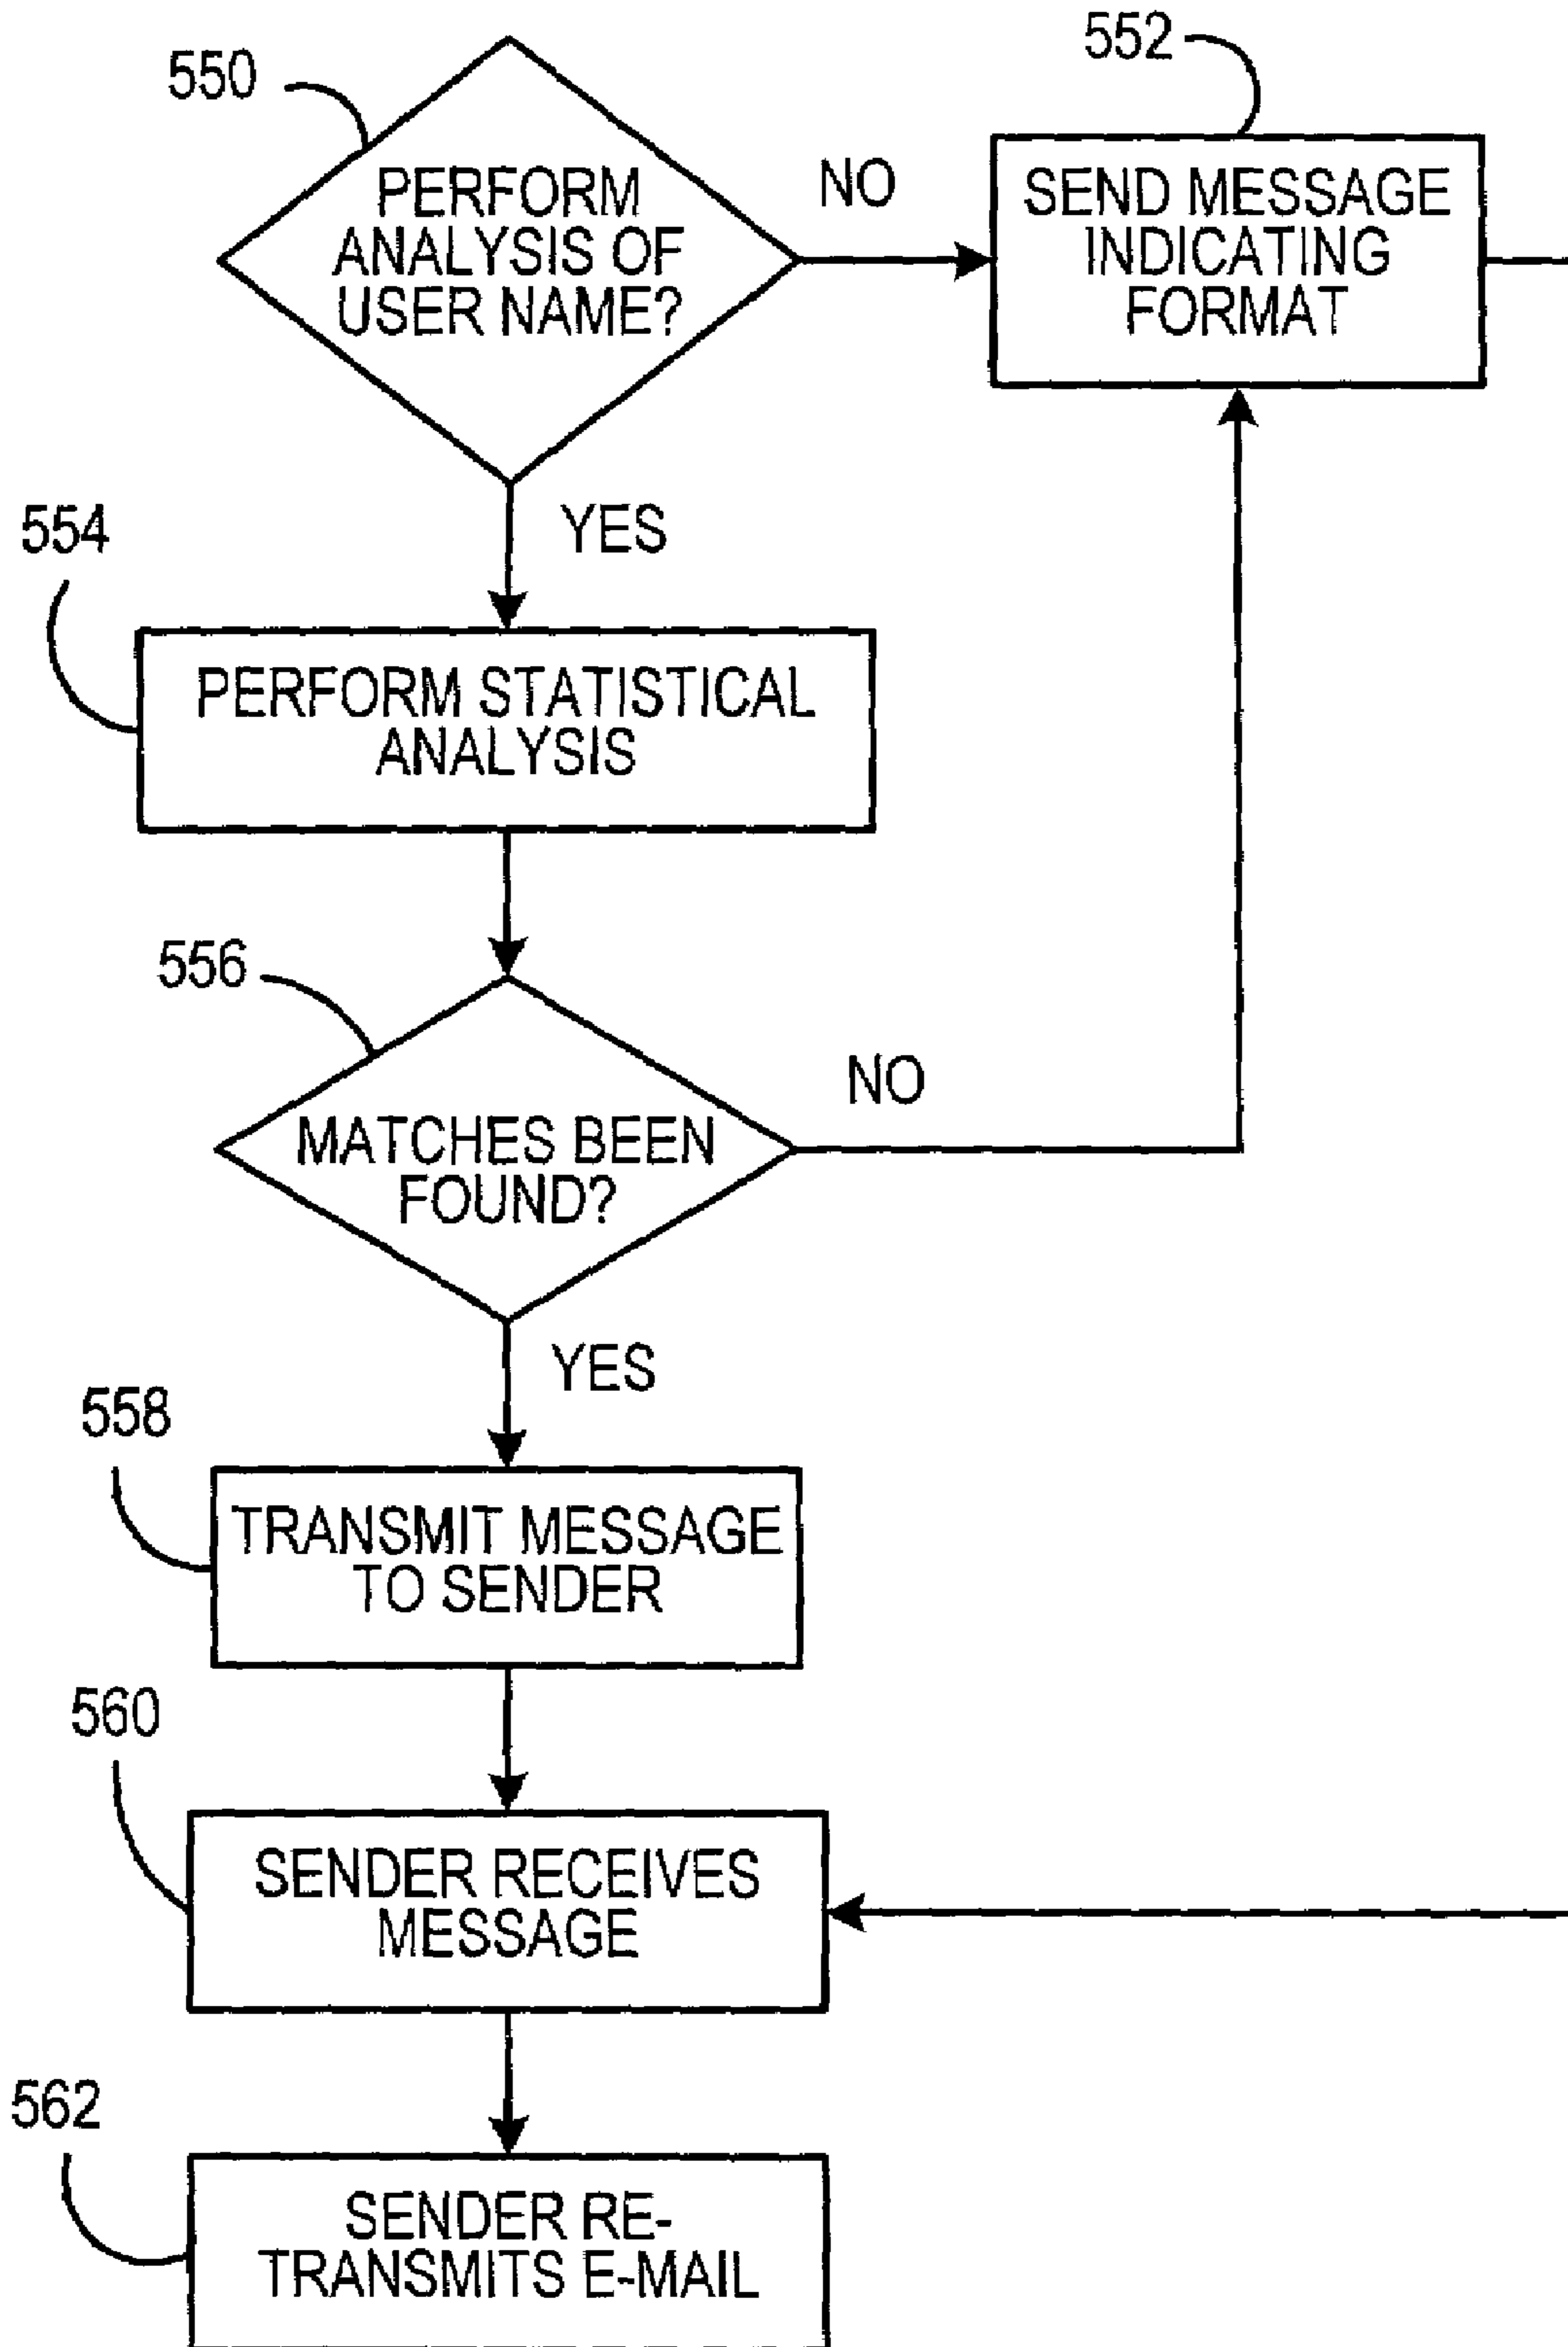 550
PERFORM
ANALYSIS OF
USER NAME?
NO
552
SEND MESSAGE
INDICATING
FORMAT
YES
554
PERFORM STATISTICAL
ANALYSIS
556
MATCHES BEEN
FOUND?
NO
YES
558
TRANSMIT MESSAGE
TO SENDER
560
SENDER RECEIVES
MESSAGE
562
SENDER RE-
TRANSMITS E-MAIL